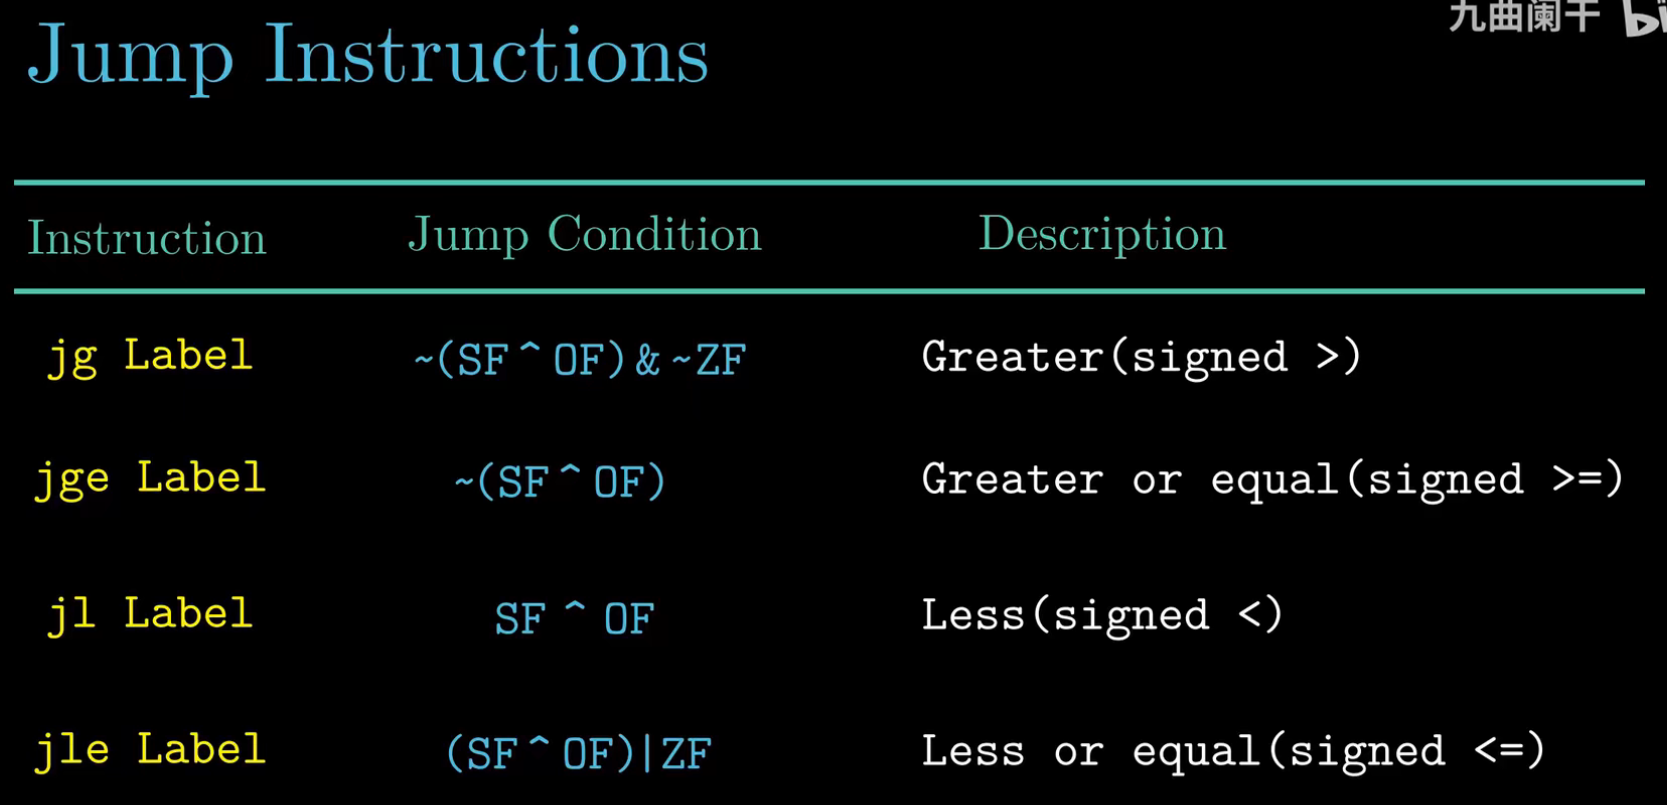 九曲阑干
Jump Instructions
Instruction Jump Condition Description
jg Label ~(SF ^ OF) & ~ZF Greater(signed >)
jge Label ~(SF ^ OF) Greater or equal(signed >=)
jl Label SF ^ OF Less(signed <)
jle Label (SF ^ OF)|ZF Less or equal(signed <=)